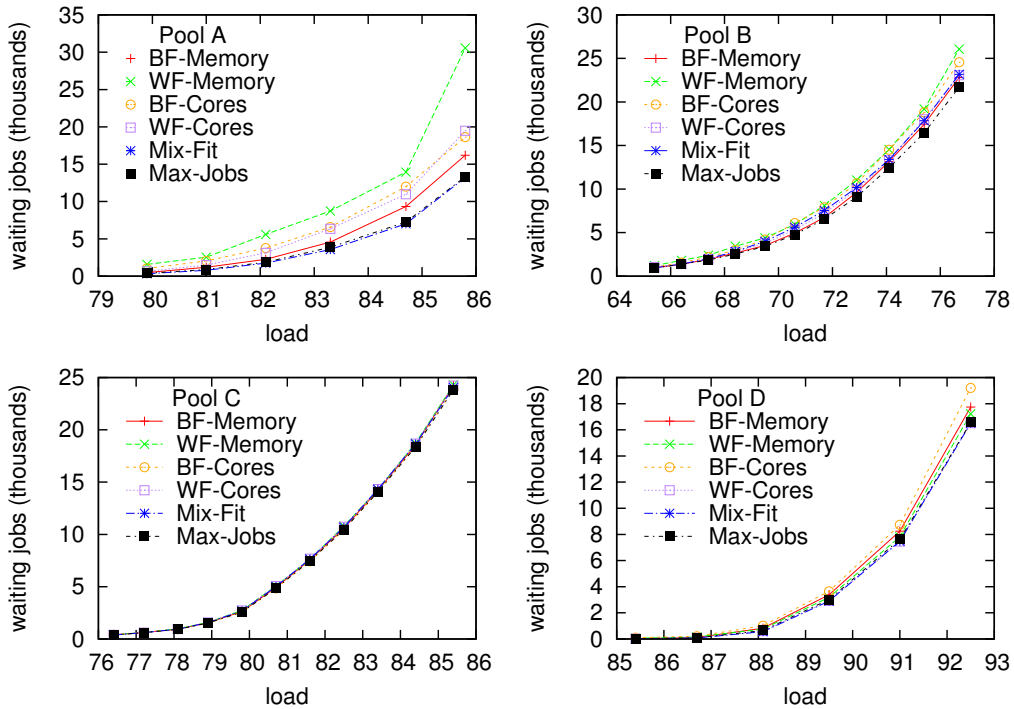 waiting jobs (thousands)
35
30
25
20
15
10
5
0
Pool A
BF-Memory
WF-Memory
BF-Cores
WF-Cores
Mix-Fit
Max-Jobs
79 80 81 82 83 84 85 86
load
waiting jobs (thousands)
30
25
20
15
10
5
0
Pool B
BF-Memory
WF-Memory
BF-Cores
WF-Cores
Mix-Fit
Max-Jobs
64 66 68 70 72 74 76 78
load
waiting jobs (thousands)
25
20
15
10
5
0
Pool C
BF-Memory
WF-Memory
BF-Cores
WF-Cores
Mix-Fit
Max-Jobs
76 77 78 79 80 81 82 83 84 85 86
load
waiting jobs (thousands)
20
18
16
14
12
10
8
6
4
2
0
Pool D
BF-Memory
WF-Memory
BF-Cores
WF-Cores
Mix-Fit
Max-Jobs
85 86 87 88 89 90 91 92 93
load